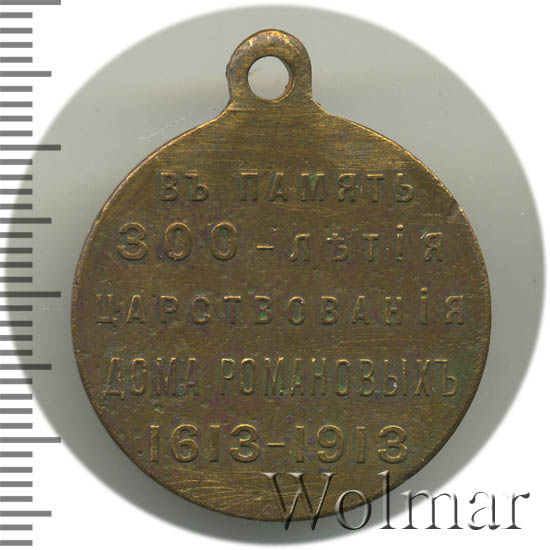 ВЪ ПАМЯТЬ
300-ЛѢТІЯ
ЦАРСТВОВАНІЯ
ДОМА РОМАНОВЫХЪ
1613-1913
Wolmar